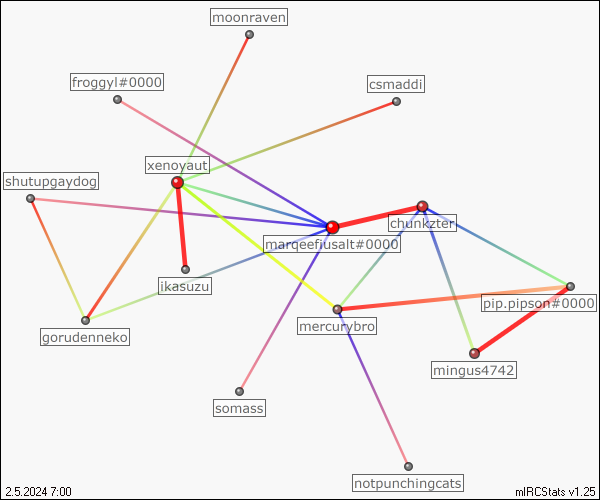 moonraven
froggyl#0000
csmaddi
xenoyaut
shutupgaydog
chunkzter
marqeefiusalt#0000
ikasuzu
pip.pipson#0000
mercurybro
gorudenneko
mingus4742
somass
notpunchingcats
2.5.2024 7:00
mIRCStats v1.25